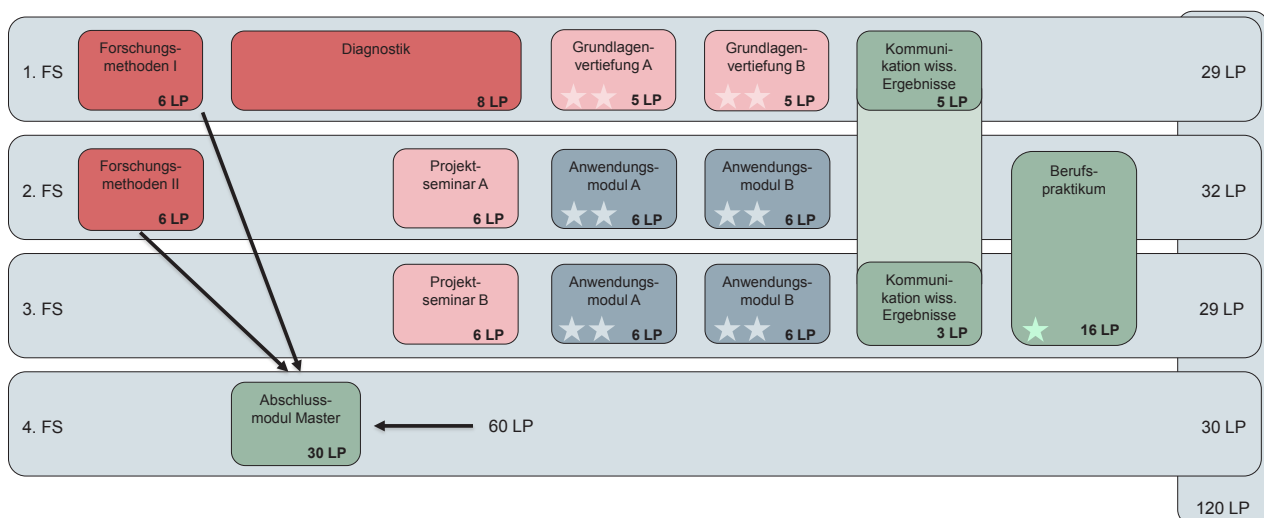 1. FS
Forschungs-
methoden I
6 LP
Diagnostik
8 LP
Grundlagen-
vertiefung A
5 LP
Grundlagen-
vertiefung B
5 LP
Kommuni-
kation wiss.
Ergebnisse
5 LP
29 LP
2. FS
Forschungs-
methoden II
6 LP
Projekt-
seminar A
6 LP
Anwendungs-
modul A
6 LP
Anwendungs-
modul B
6 LP
Berufs-
praktikum
16 LP
32 LP
3. FS
Projekt-
seminar B
6 LP
Anwendungs-
modul A
6 LP
Anwendungs-
modul B
6 LP
Kommuni-
kation wiss.
Ergebnisse
3 LP
29 LP
4. FS
Abschluss-
modul Master
30 LP
60 LP
30 LP
120 LP